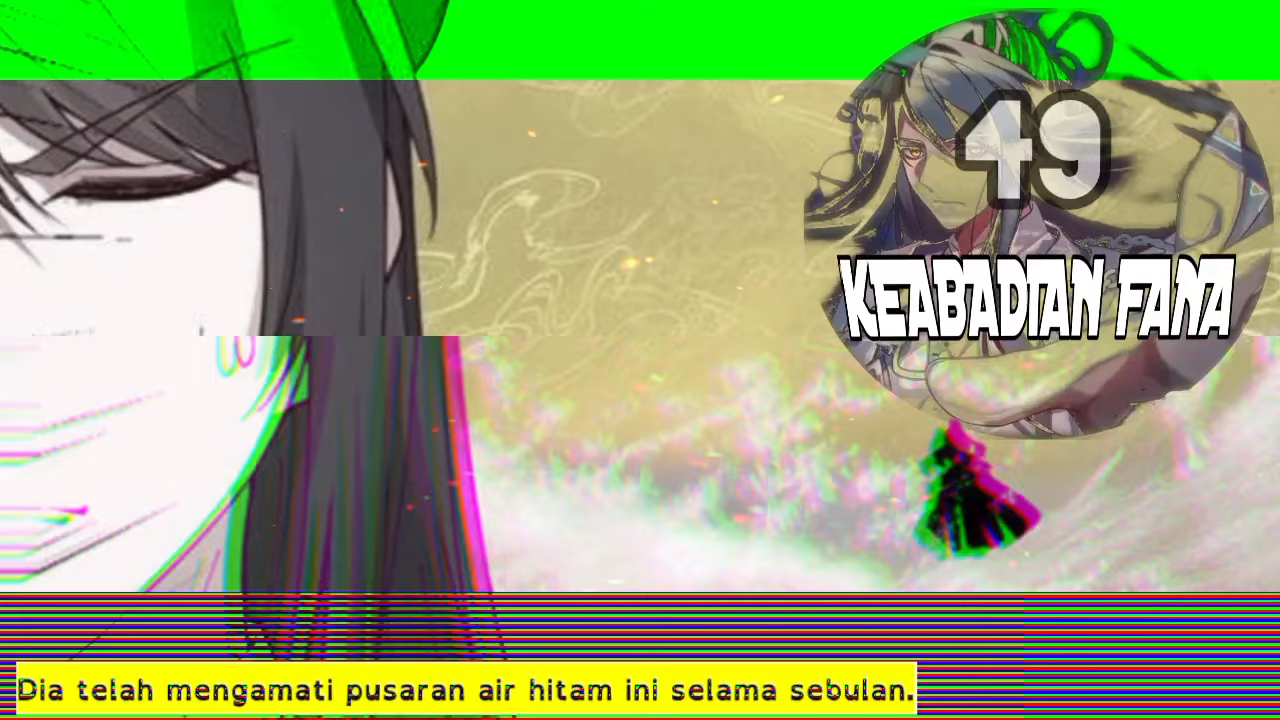 49
KEABADIAN FANA
Dia telah mengamati pusaran air hitam ini selama sebulan.